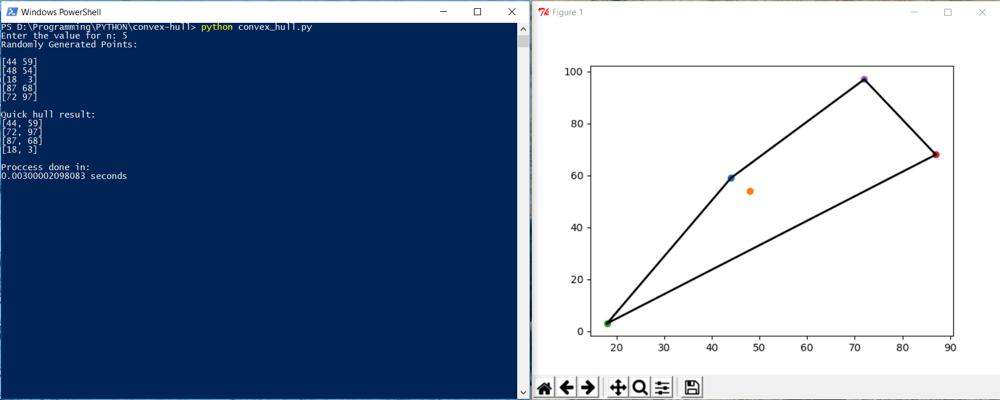 Windows PowerShell
PS D:\Programming\PYTHON\convex-hull> python convex_hull.py
Enter the value for n: 5
Randomly Generated Points:
[44 59]
[48 54]
[18  3]
[87 68]
[72 97]
Quick hull result:
[44, 59]
[72, 97]
[87, 68]
[18, 3]
Proccess done in:
0.00300002098083 seconds
Figure 1
100
80
60
40
20
0
20 30 40 50 60 70 80 90